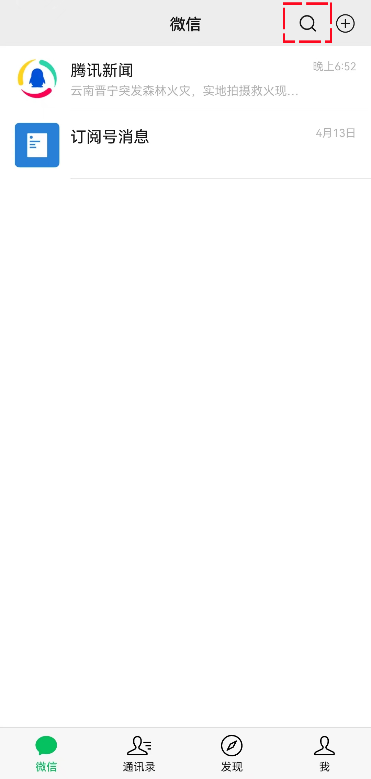 微信
腾讯新闻
晚上6:52
云南晋宁突发森林火灾，实地拍摄救火现...
订阅号消息
4月13日
微信
通讯录
发现
我